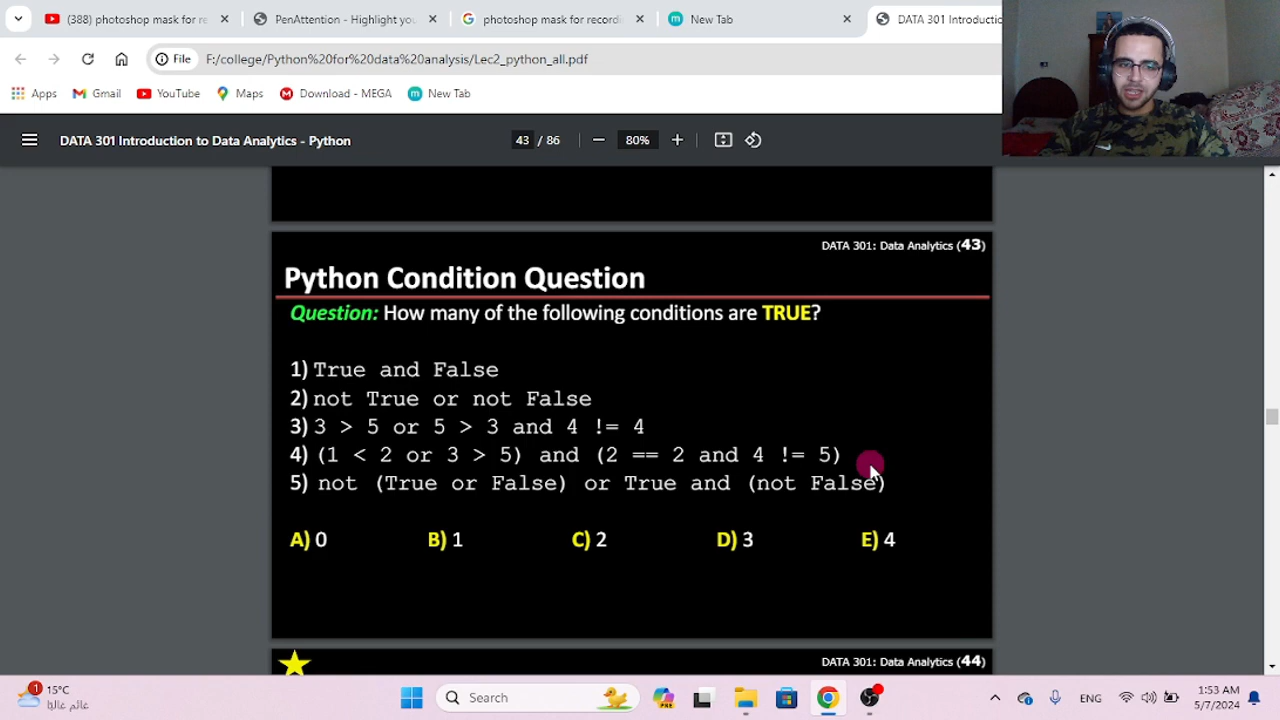 (388) photoshop mask for re
PenAttention - Highlight you
photoshop mask for recordi
New Tab
DATA 301 Introductio
File
F:/college/Python%20for%20data%20analysis/Lec2_python_all.pdf
Apps
Gmail
YouTube
Maps
Download - MEGA
New Tab
DATA 301 Introduction to Data Analytics - Python
43 / 86
80%
DATA 301: Data Analytics (43)
Python Condition Question
Question: How many of the following conditions are TRUE?
1) True and False
2) not True or not False
3) 3 > 5 or 5 > 3 and 4 != 4
4) (1 < 2 or 3 > 5) and (2 == 2 and 4 != 5)
5) not (True or False) or True and (not False)
A) 0 B) 1 C) 2 D) 3 E) 4
DATA 301: Data Analytics (44)
1
15°C
غائم غالبا
Search
PRE
ENG
1:53 AM
5/7/2024